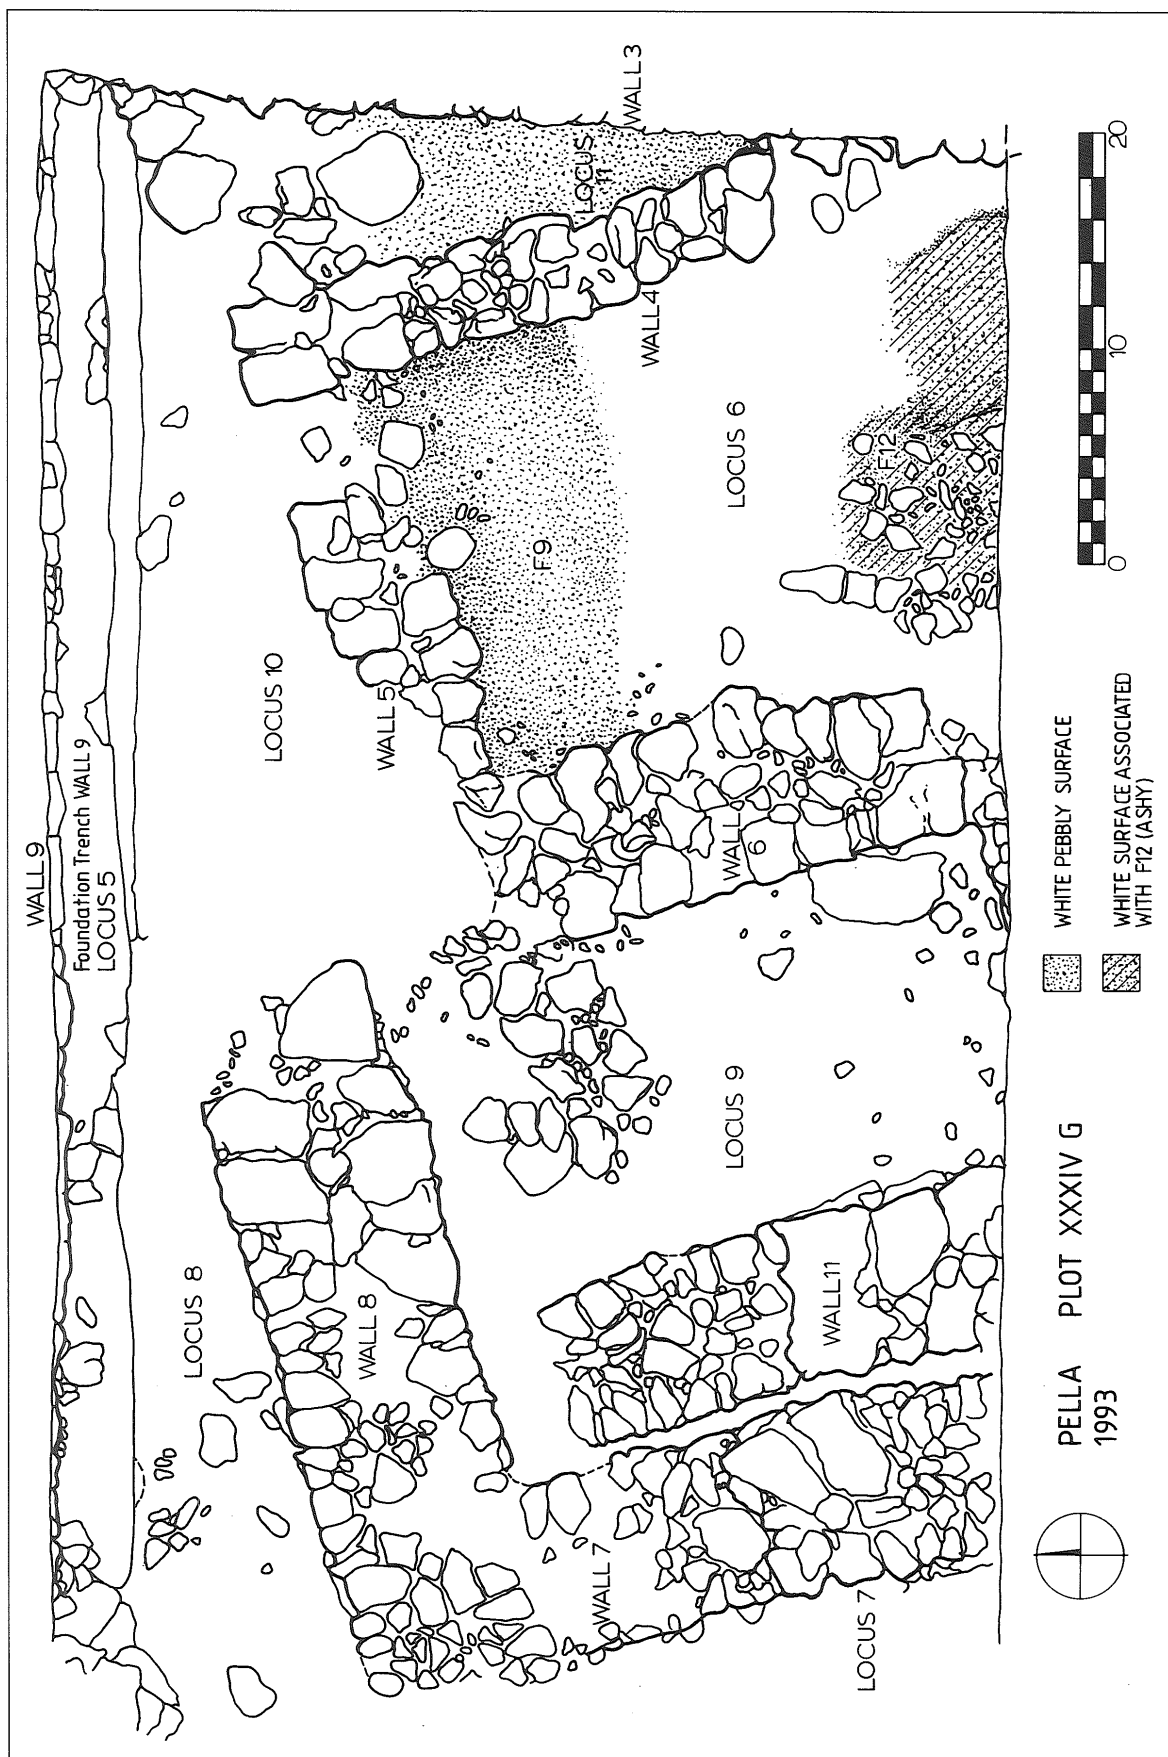 WALL 9
Foundation Trench WALL 9
LOCUS 5
LOCUS 8
LOCUS 10
WALL 3
LOCUS
11
WALL 8
WALL 5
WALL 4
F9
LOCUS 6
F12
WALL
6
LOCUS 9
WALL 7
WALL 11
LOCUS 7
PELLA PLOT XXXIV G
1993
WHITE PEBBLY SURFACE
WHITE SURFACE ASSOCIATED
WITH F12 (ASHY)
0 10 20